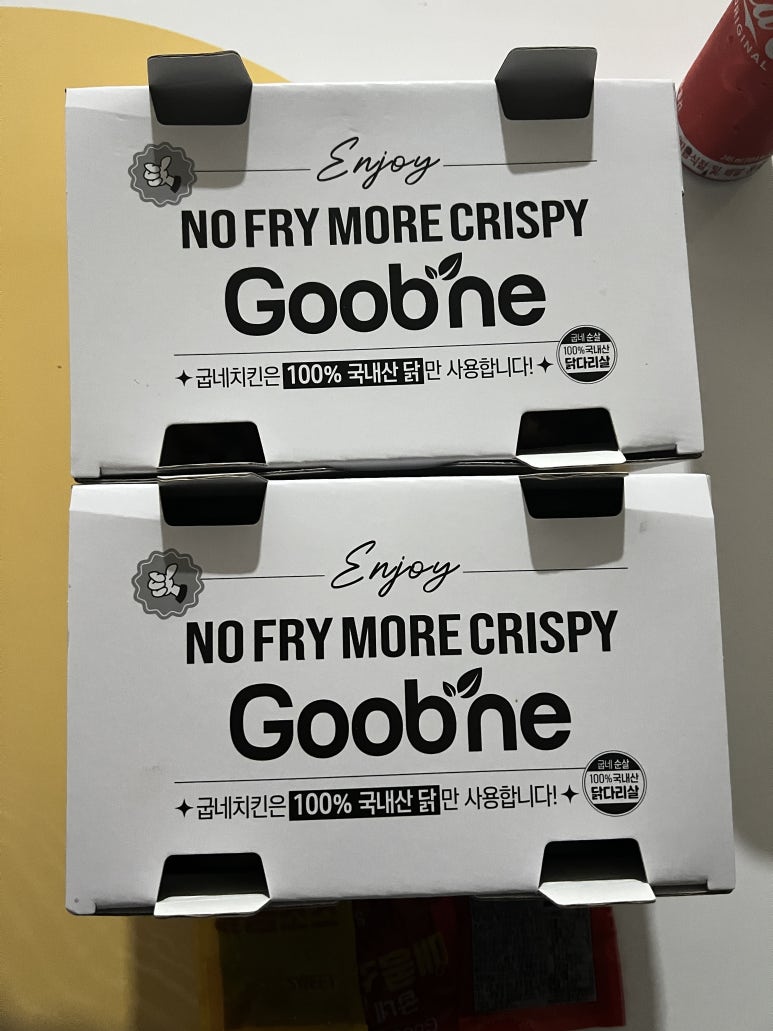 ORIGINAL
Enjoy
NO FRY MORE CRISPY
Goobne
굽네 순살
100%국내산
닭다리살
굽네치킨은 100% 국내산 닭만 사용합니다!
Enjoy
NO FRY MORE CRISPY
Goobne
굽네 순살
100%국내산
닭다리살
굽네치킨은 100% 국내산 닭만 사용합니다!
SWEET